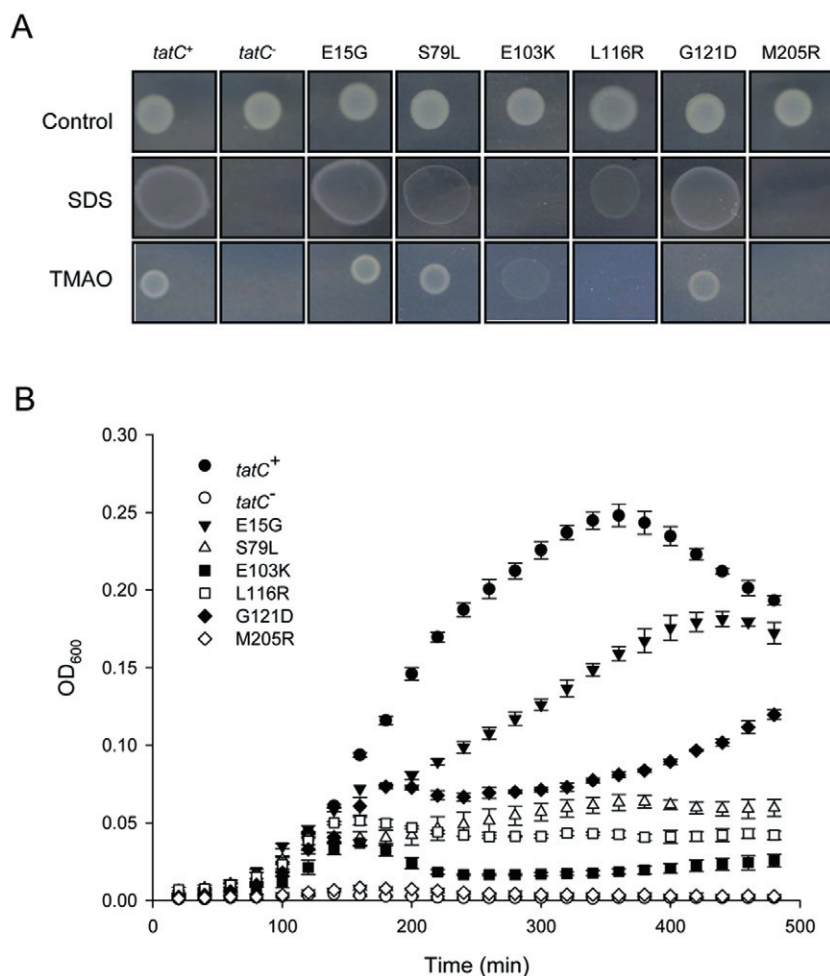 A
tatC+ tatC- E15G S79L E103K L116R G121D M205R
Control
SDS
TMAO
B
0.30
0.25
0.20
0.15
0.10
0.05
0.00
OD600
tatC+
tatC-
E15G
S79L
E103K
L116R
G121D
M205R
0 100 200 300 400 500
Time (min)